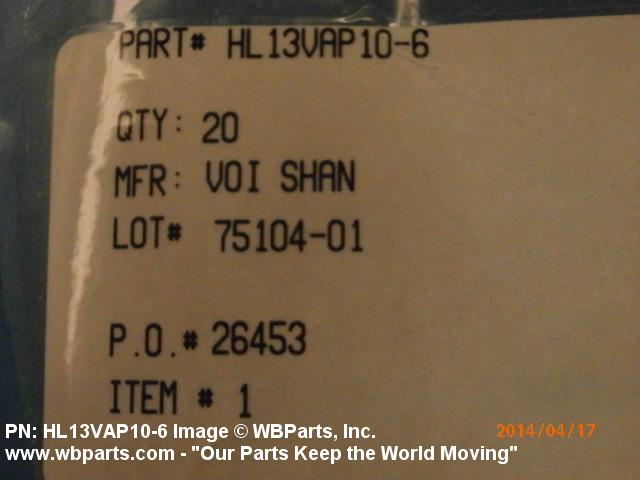 PART# HL13VAP10-6
QTY: 20
MFR: VOI SHAN
LOT# 75104-01
P.O.# 26453
ITEM # 1
PN: HL13VAP10-6 Image © WBParts, Inc.
2014/04/17
www.wbparts.com - "Our Parts Keep the World Moving"